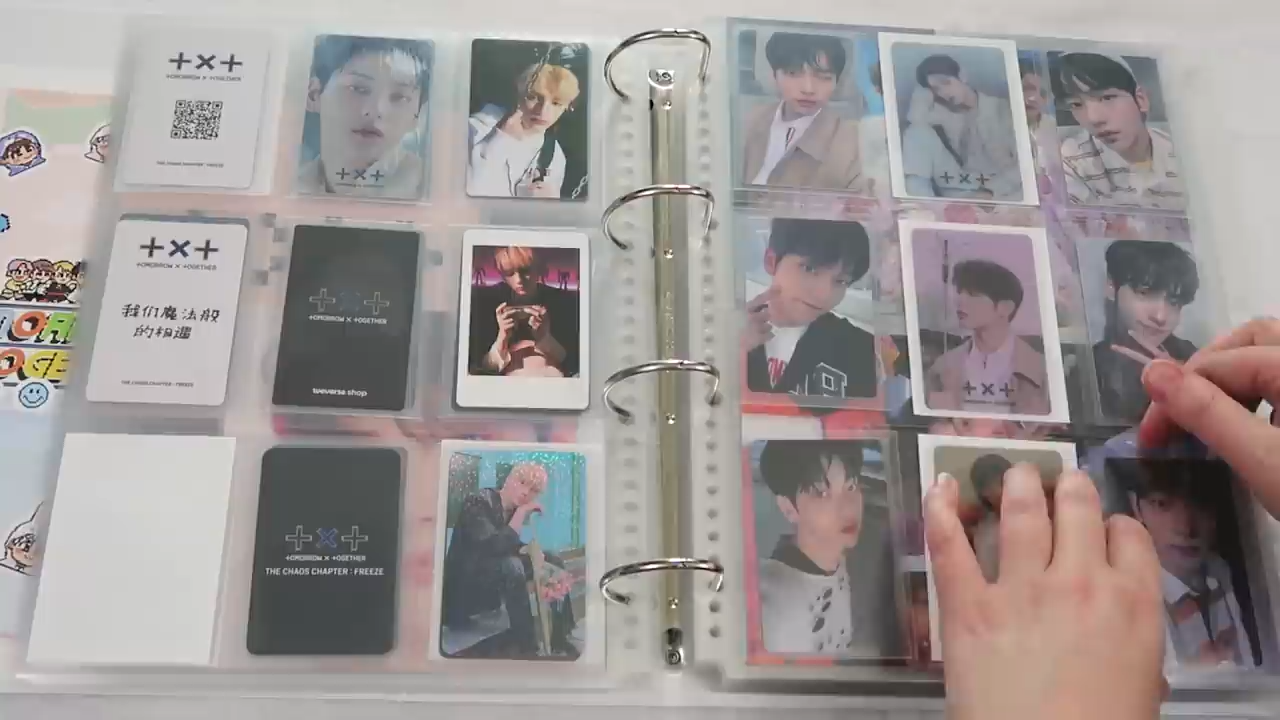 +×+
TOMORROW × TOGETHER
THE CHAOS CHAPTER : FREEZE
+×+
+×+
TOMORROW × TOGETHER
我们魔法般
的相遇
THE CHAOS CHAPTER : FREEZE
+×+
TOMORROW × TOGETHER
weverse shop
+×+
TOMORROW × TOGETHER
THE CHAOS CHAPTER : FREEZE
+×+
+×+